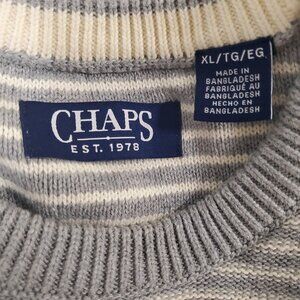 CHAPS
EST. 1978
XL/TG/EG
MADE IN
BANGLADESH
FABRIQUÉ AU
BANGLADESH
HECHO EN
BANGLADESH